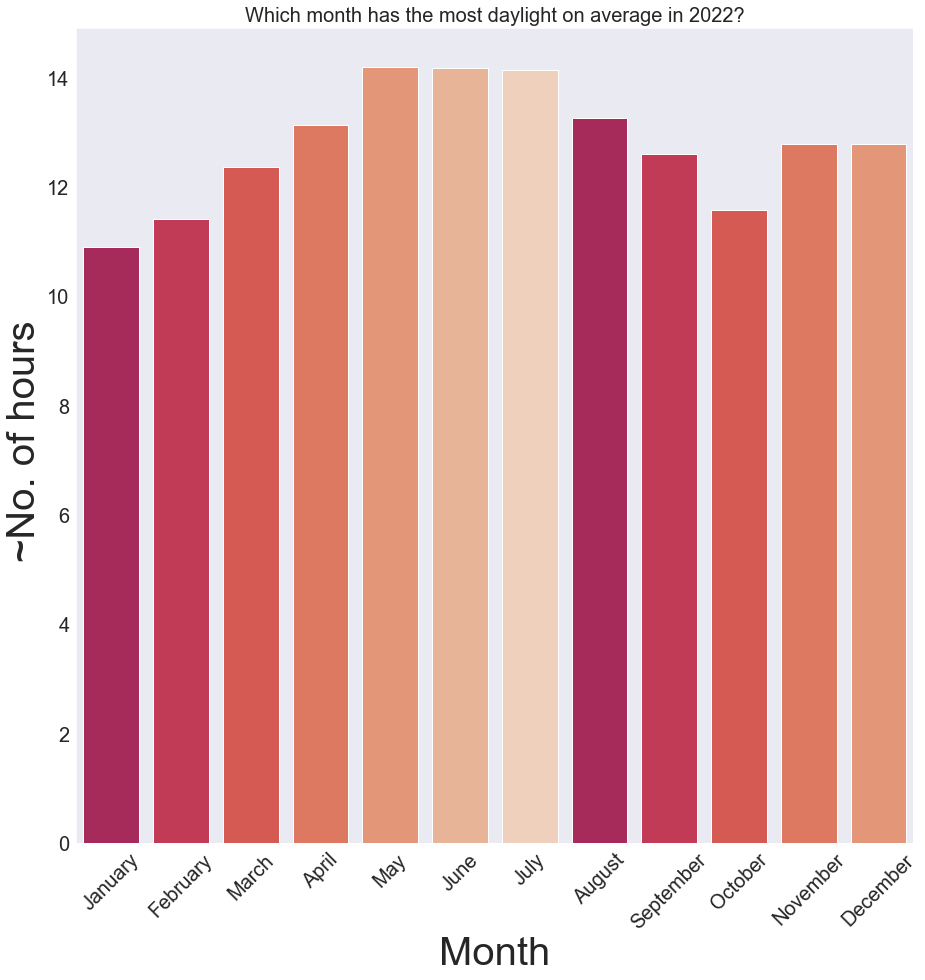 Which month has the most daylight on average in 2022?
~No. of hours
14
12
10
8
6
4
2
0
January
February
March
April
May
June
July
August
September
October
November
December
Month